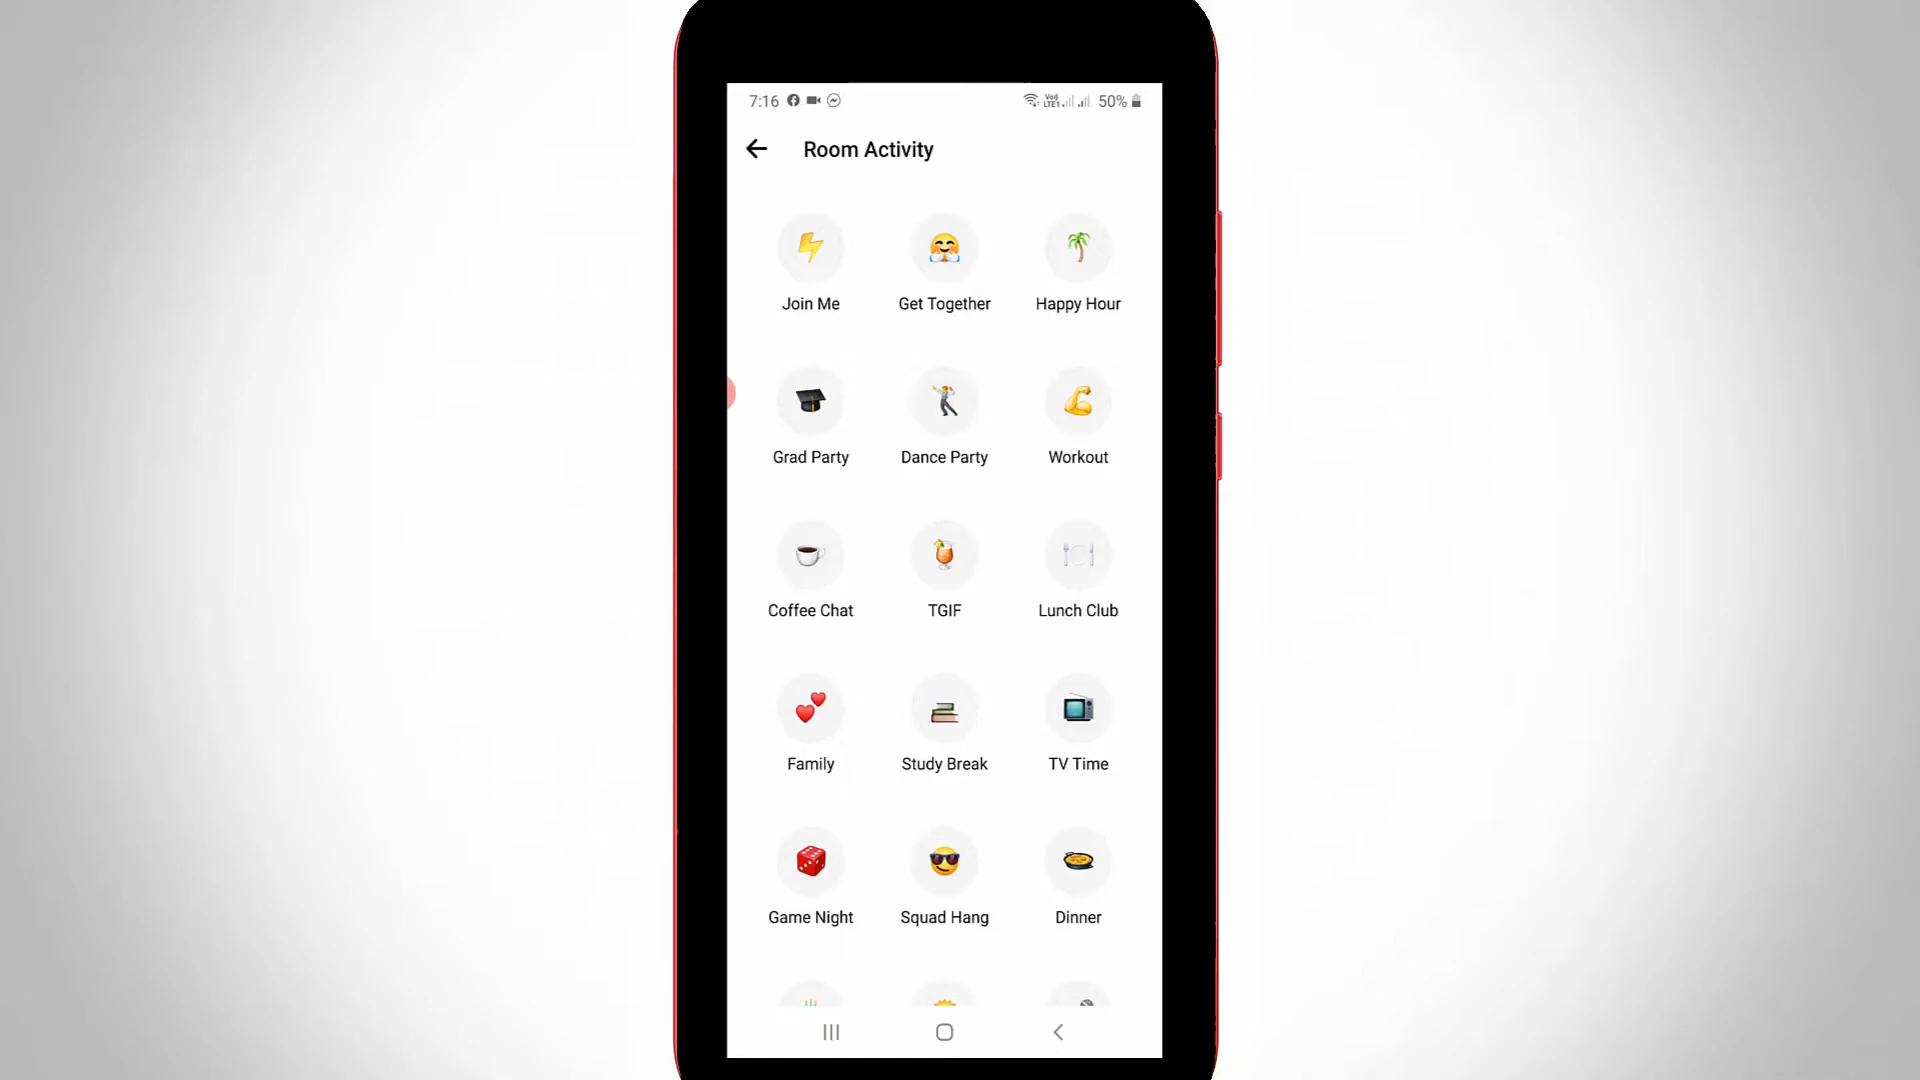 7:16 50%
Room Activity
Join Me Get Together Happy Hour
Grad Party Dance Party Workout
Coffee Chat TGIF Lunch Club
Family Study Break TV Time
Game Night Squad Hang Dinner